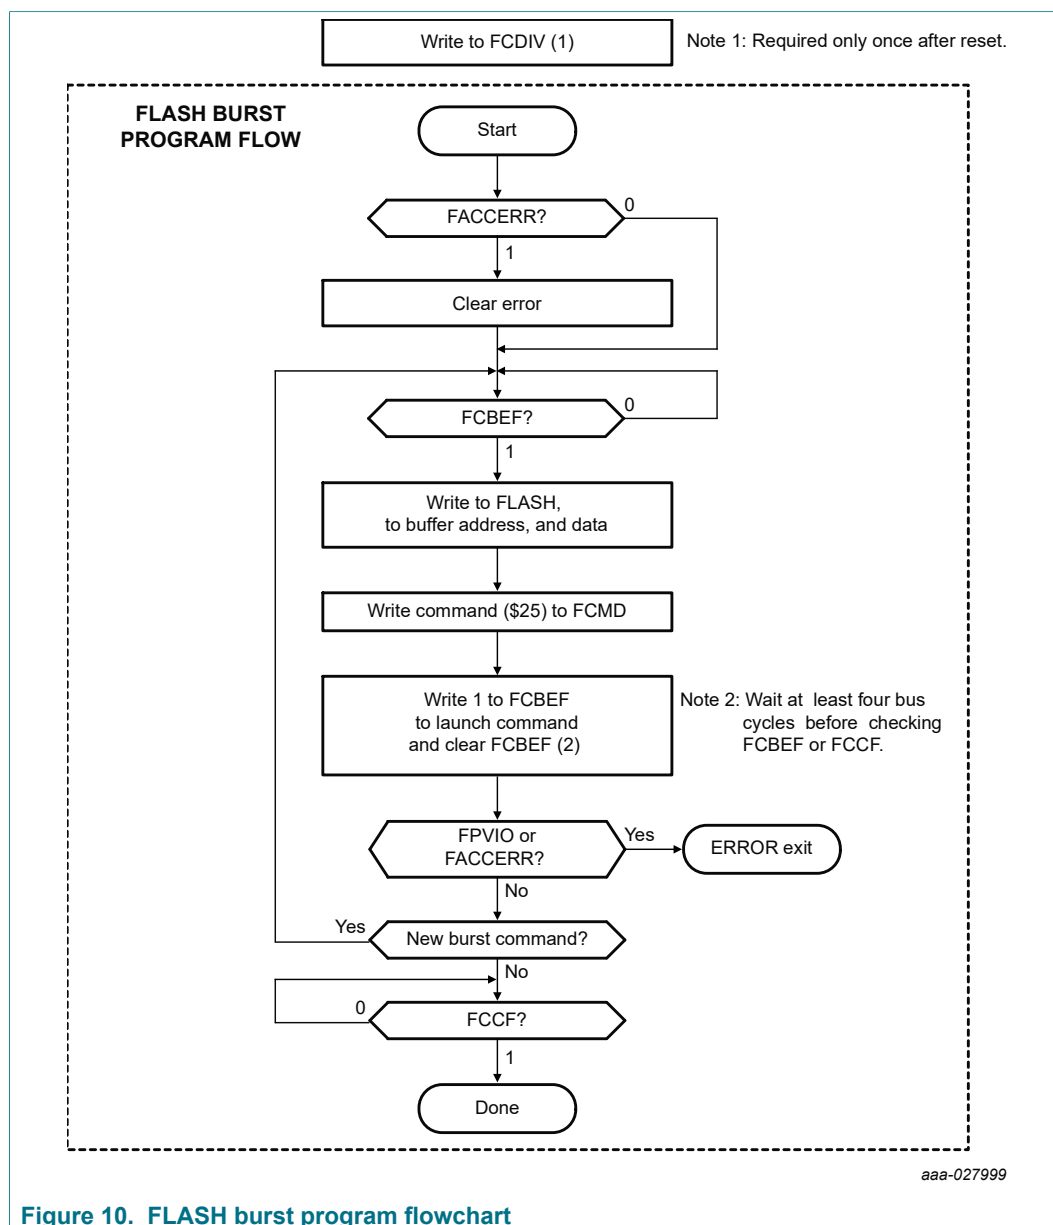 Write to FCDIV (1)
Note 1: Required only once after reset.
FLASH BURST
PROGRAM FLOW
Start
FACCERR?
0
1
Clear error
FCBEF?
0
1
Write to FLASH,
to buffer address, and data
Write command ($25) to FCMD
Write 1 to FCBEF
to launch command
and clear FCBEF (2)
Note 2: Wait at least four bus
cycles before checking
FCBEF or FCCF.
FPVIO or
FACCERR?
Yes
ERROR exit
No
Yes
New burst command?
No
0
FCCF?
1
Done
aaa-027999
Figure 10. FLASH burst program flowchart